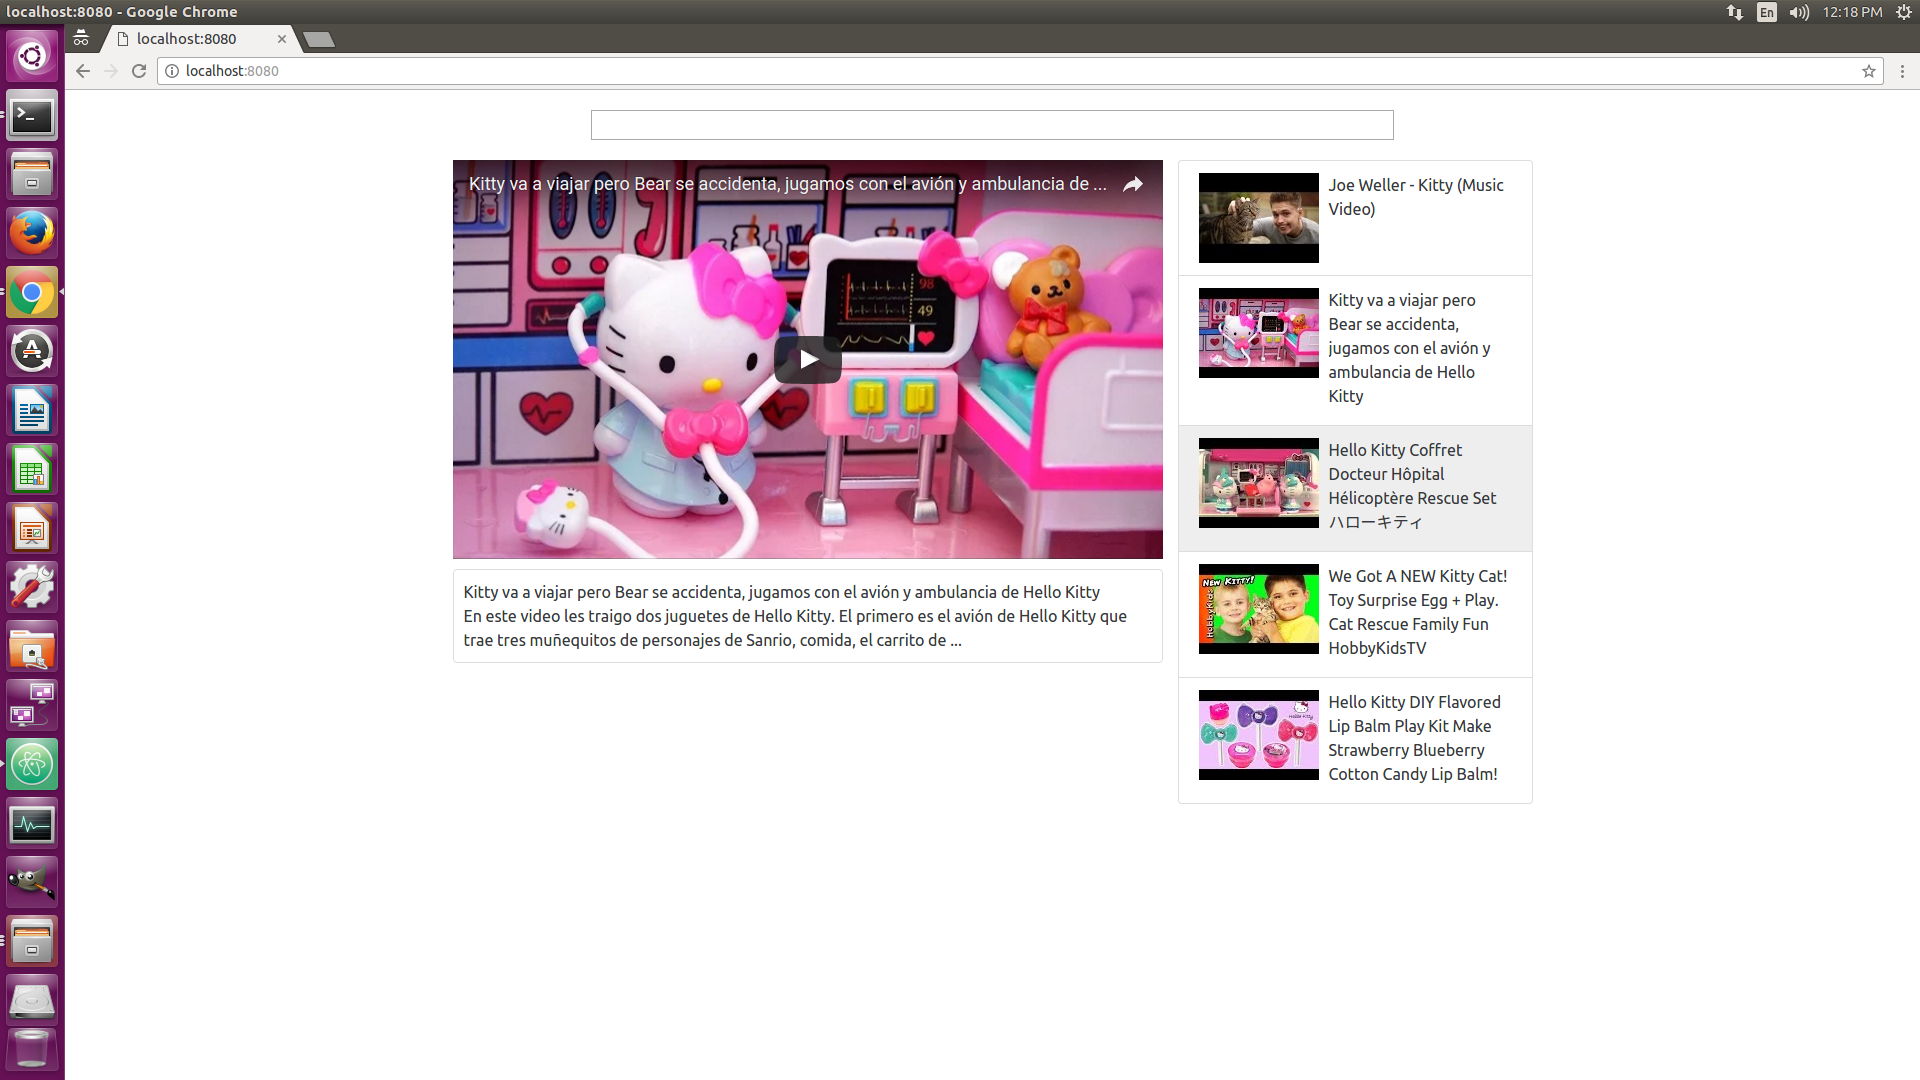 localhost:8080 - Google Chrome
En
12:18 PM
localhost:8080
localhost:8080
Kitty va a viajar pero Bear se accidenta, jugamos con el avión y ambulancia de ...
98
49
Kitty va a viajar pero Bear se accidenta, jugamos con el avión y ambulancia de Hello Kitty
En este video les traigo dos juguetes de Hello Kitty. El primero es el avión de Hello Kitty que
trae tres muñequitos de personajes de Sanrio, comida, el carrito de ...
Joe Weller - Kitty (Music
Video)
Kitty va a viajar pero
Bear se accidenta,
jugamos con el avión y
ambulancia de Hello
Kitty
Hello Kitty Coffret
Docteur Hôpital
Hélicoptère Rescue Set
ハローキティ
New Kitty!
HobbyKids
We Got A NEW Kitty Cat!
Toy Surprise Egg + Play.
Cat Rescue Family Fun
HobbyKidsTV
Hello Kitty
Hello Kitty DIY Flavored
Lip Balm Play Kit Make
Strawberry Blueberry
Cotton Candy Lip Balm!